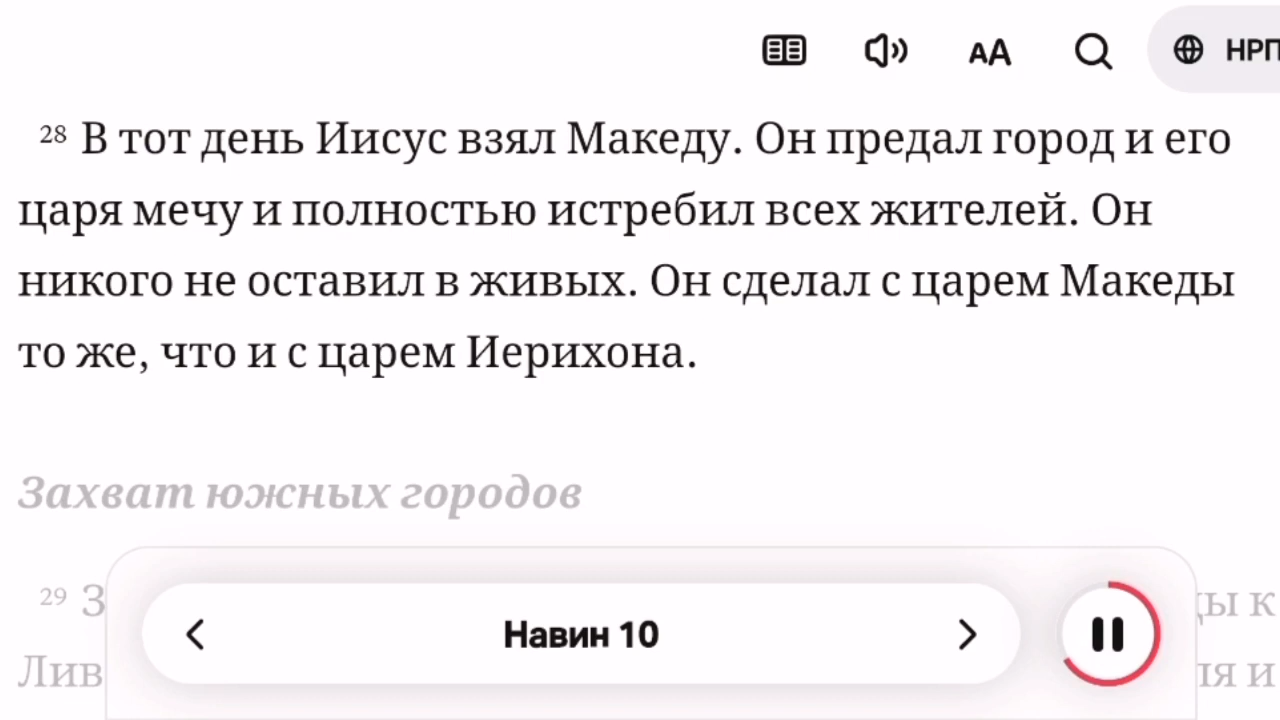 AA
НРП
28 В тот день Иисус взял Македу. Он предал город и его
царя мечу и полностью истребил всех жителей. Он
никого не оставил в живых. Он сделал с царем Македы
то же, что и с царем Иерихона.
Захват южных городов
29
к
и
Навин 10